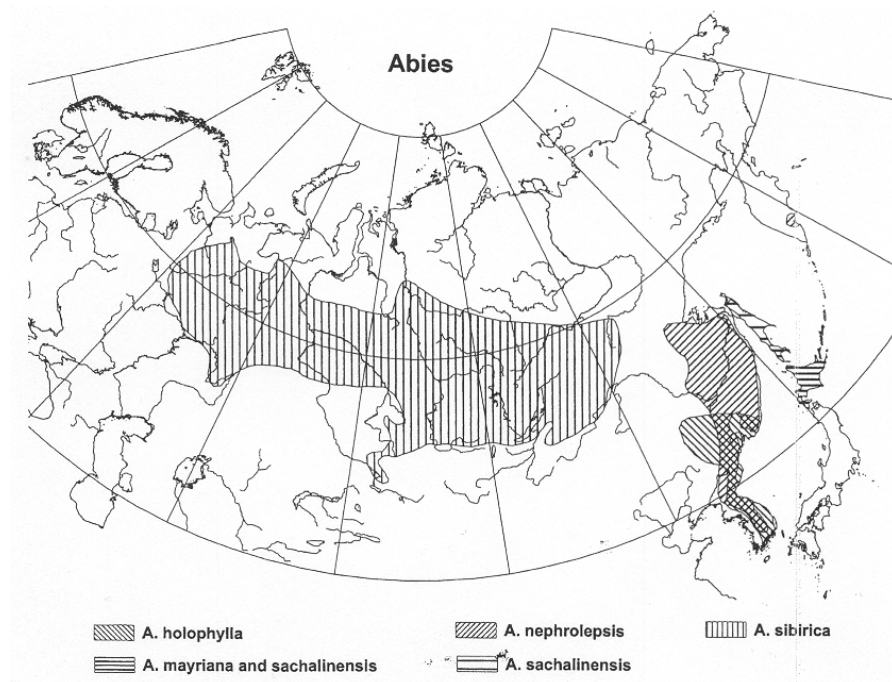 Abies
A. holophylla
A. nephrolepsis
A. sibirica
A. mayriana and sachalinensis
A. sachalinensis